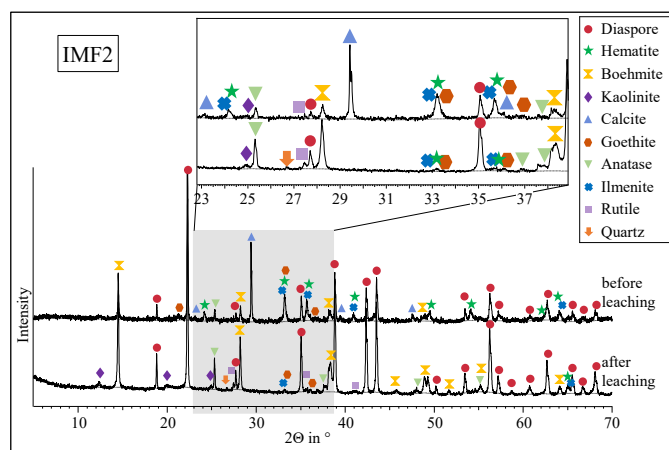 IMF2
23 25 27 29 31 33 35 37
Diaspore
Hematite
Boehmite
Kaolinite
Calcite
Goethite
Anatase
Ilmenite
Rutile
Quartz
Intensity
before
leaching
after
leaching
10 20 30 40 50 60 70
2Θ in °